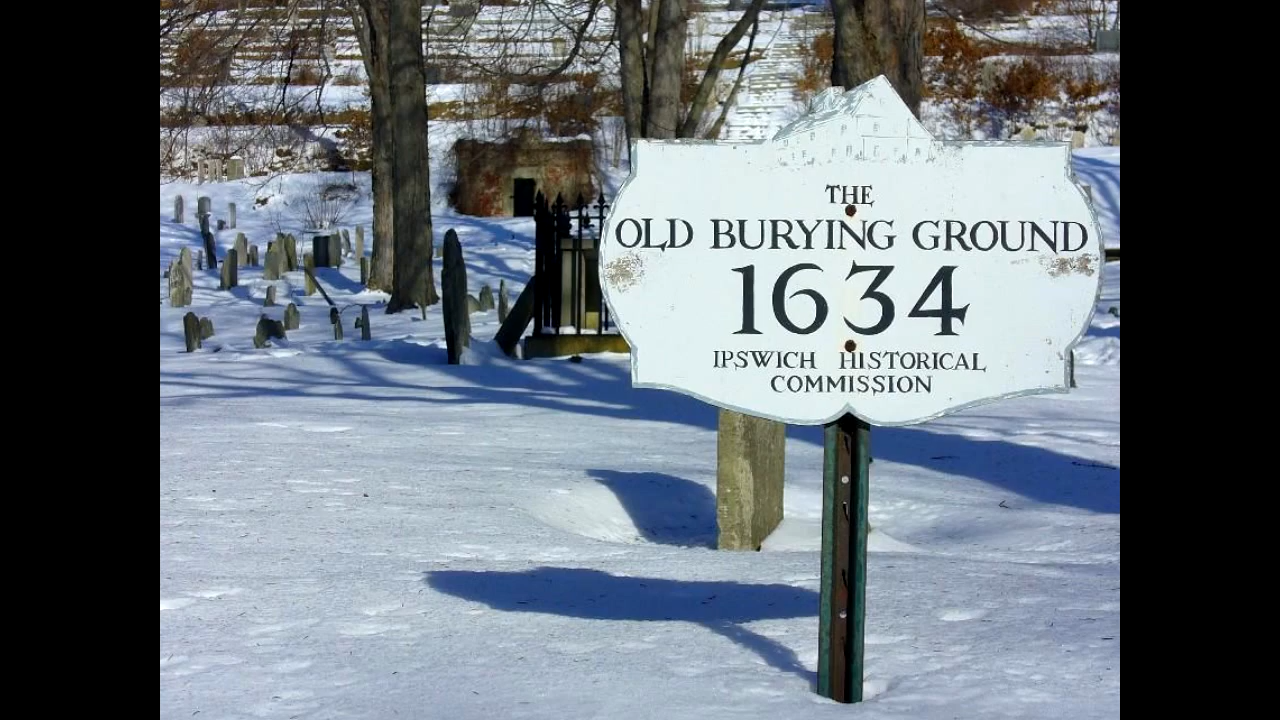 THE
OLD BURYING GROUND
1634
IPSWICH HISTORICAL
COMMISSION